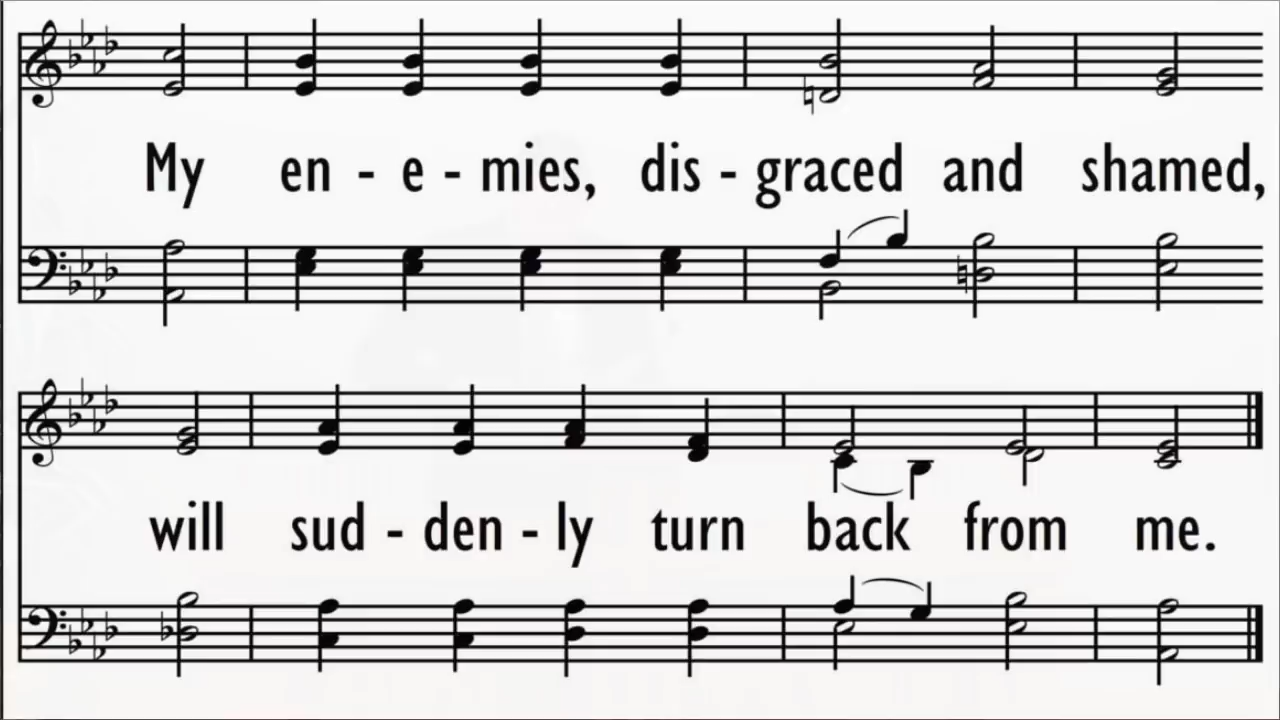 My en - e - mies, dis - graced and shamed,
will sud - den - ly turn back from me.